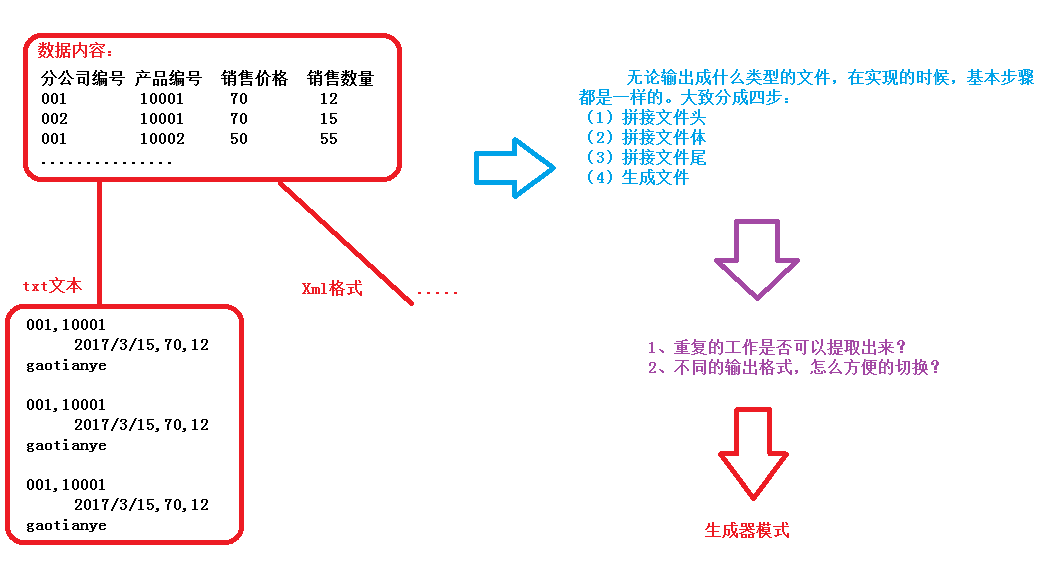 数据内容：
分公司编号 产品编号 销售价格 销售数量
001 10001 70 12
002 10001 70 15
001 10002 50 55
...............
txt文本
Xml格式 .....
001,10001
2017/3/15,70,12
gaotianye
001,10001
2017/3/15,70,12
gaotianye
001,10001
2017/3/15,70,12
gaotianye
无论输出成什么类型的文件，在实现的时候，基本步骤
都是一样的。大致分成四步：
（1）拼接文件头
（2）拼接文件体
（3）拼接文件尾
（4）生成文件
1、重复的工作是否可以提取出来？
2、不同的输出格式，怎么方便的切换？
生成器模式